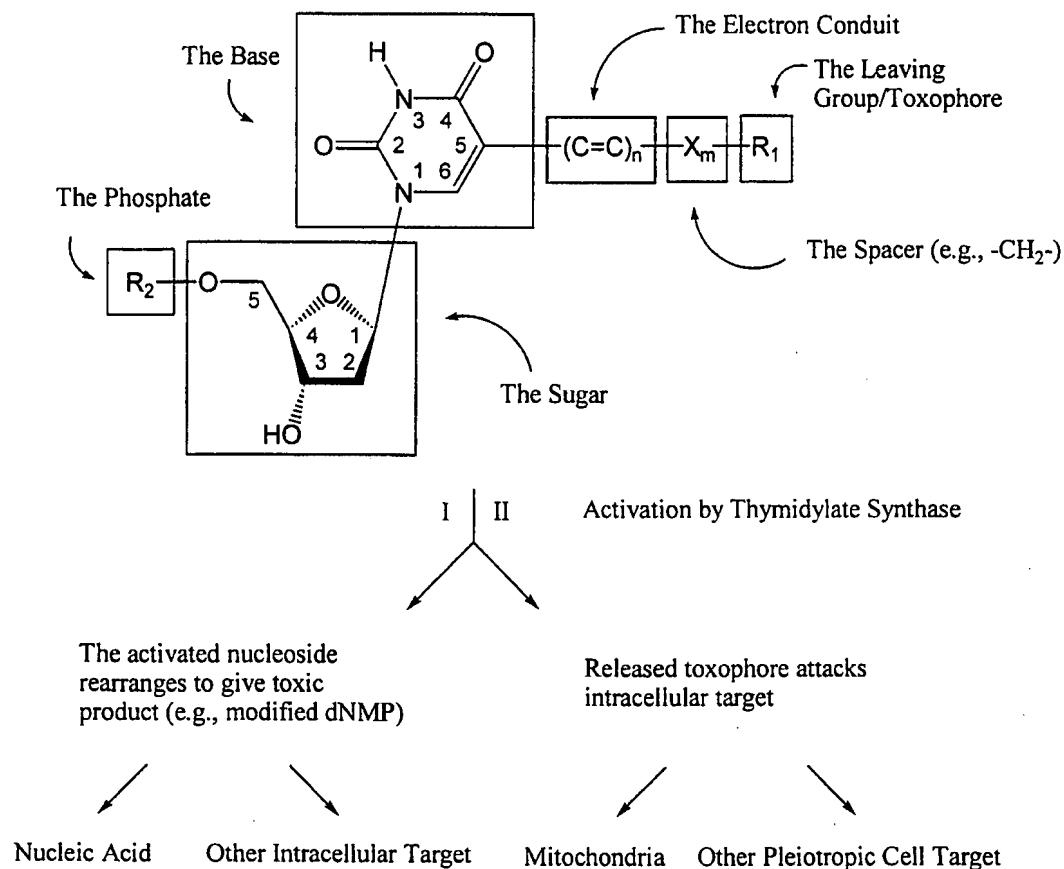 The Electron Conduit
The Base
The Leaving
Group/Toxophore
H
O
N
3
4
O
2
5
(C=C)n
Xm
R1
1
6
N
The Phosphate
The Spacer (e.g., -CH2-)
R2
O
5
O
4
1
3
2
HO
The Sugar
I
II
Activation by Thymidylate Synthase
The activated nucleoside
rearranges to give toxic
product (e.g., modified dNMP)
Released toxophore attacks
intracellular target
Nucleic Acid
Other Intracellular Target
Mitochondria
Other Pleiotropic Cell Target